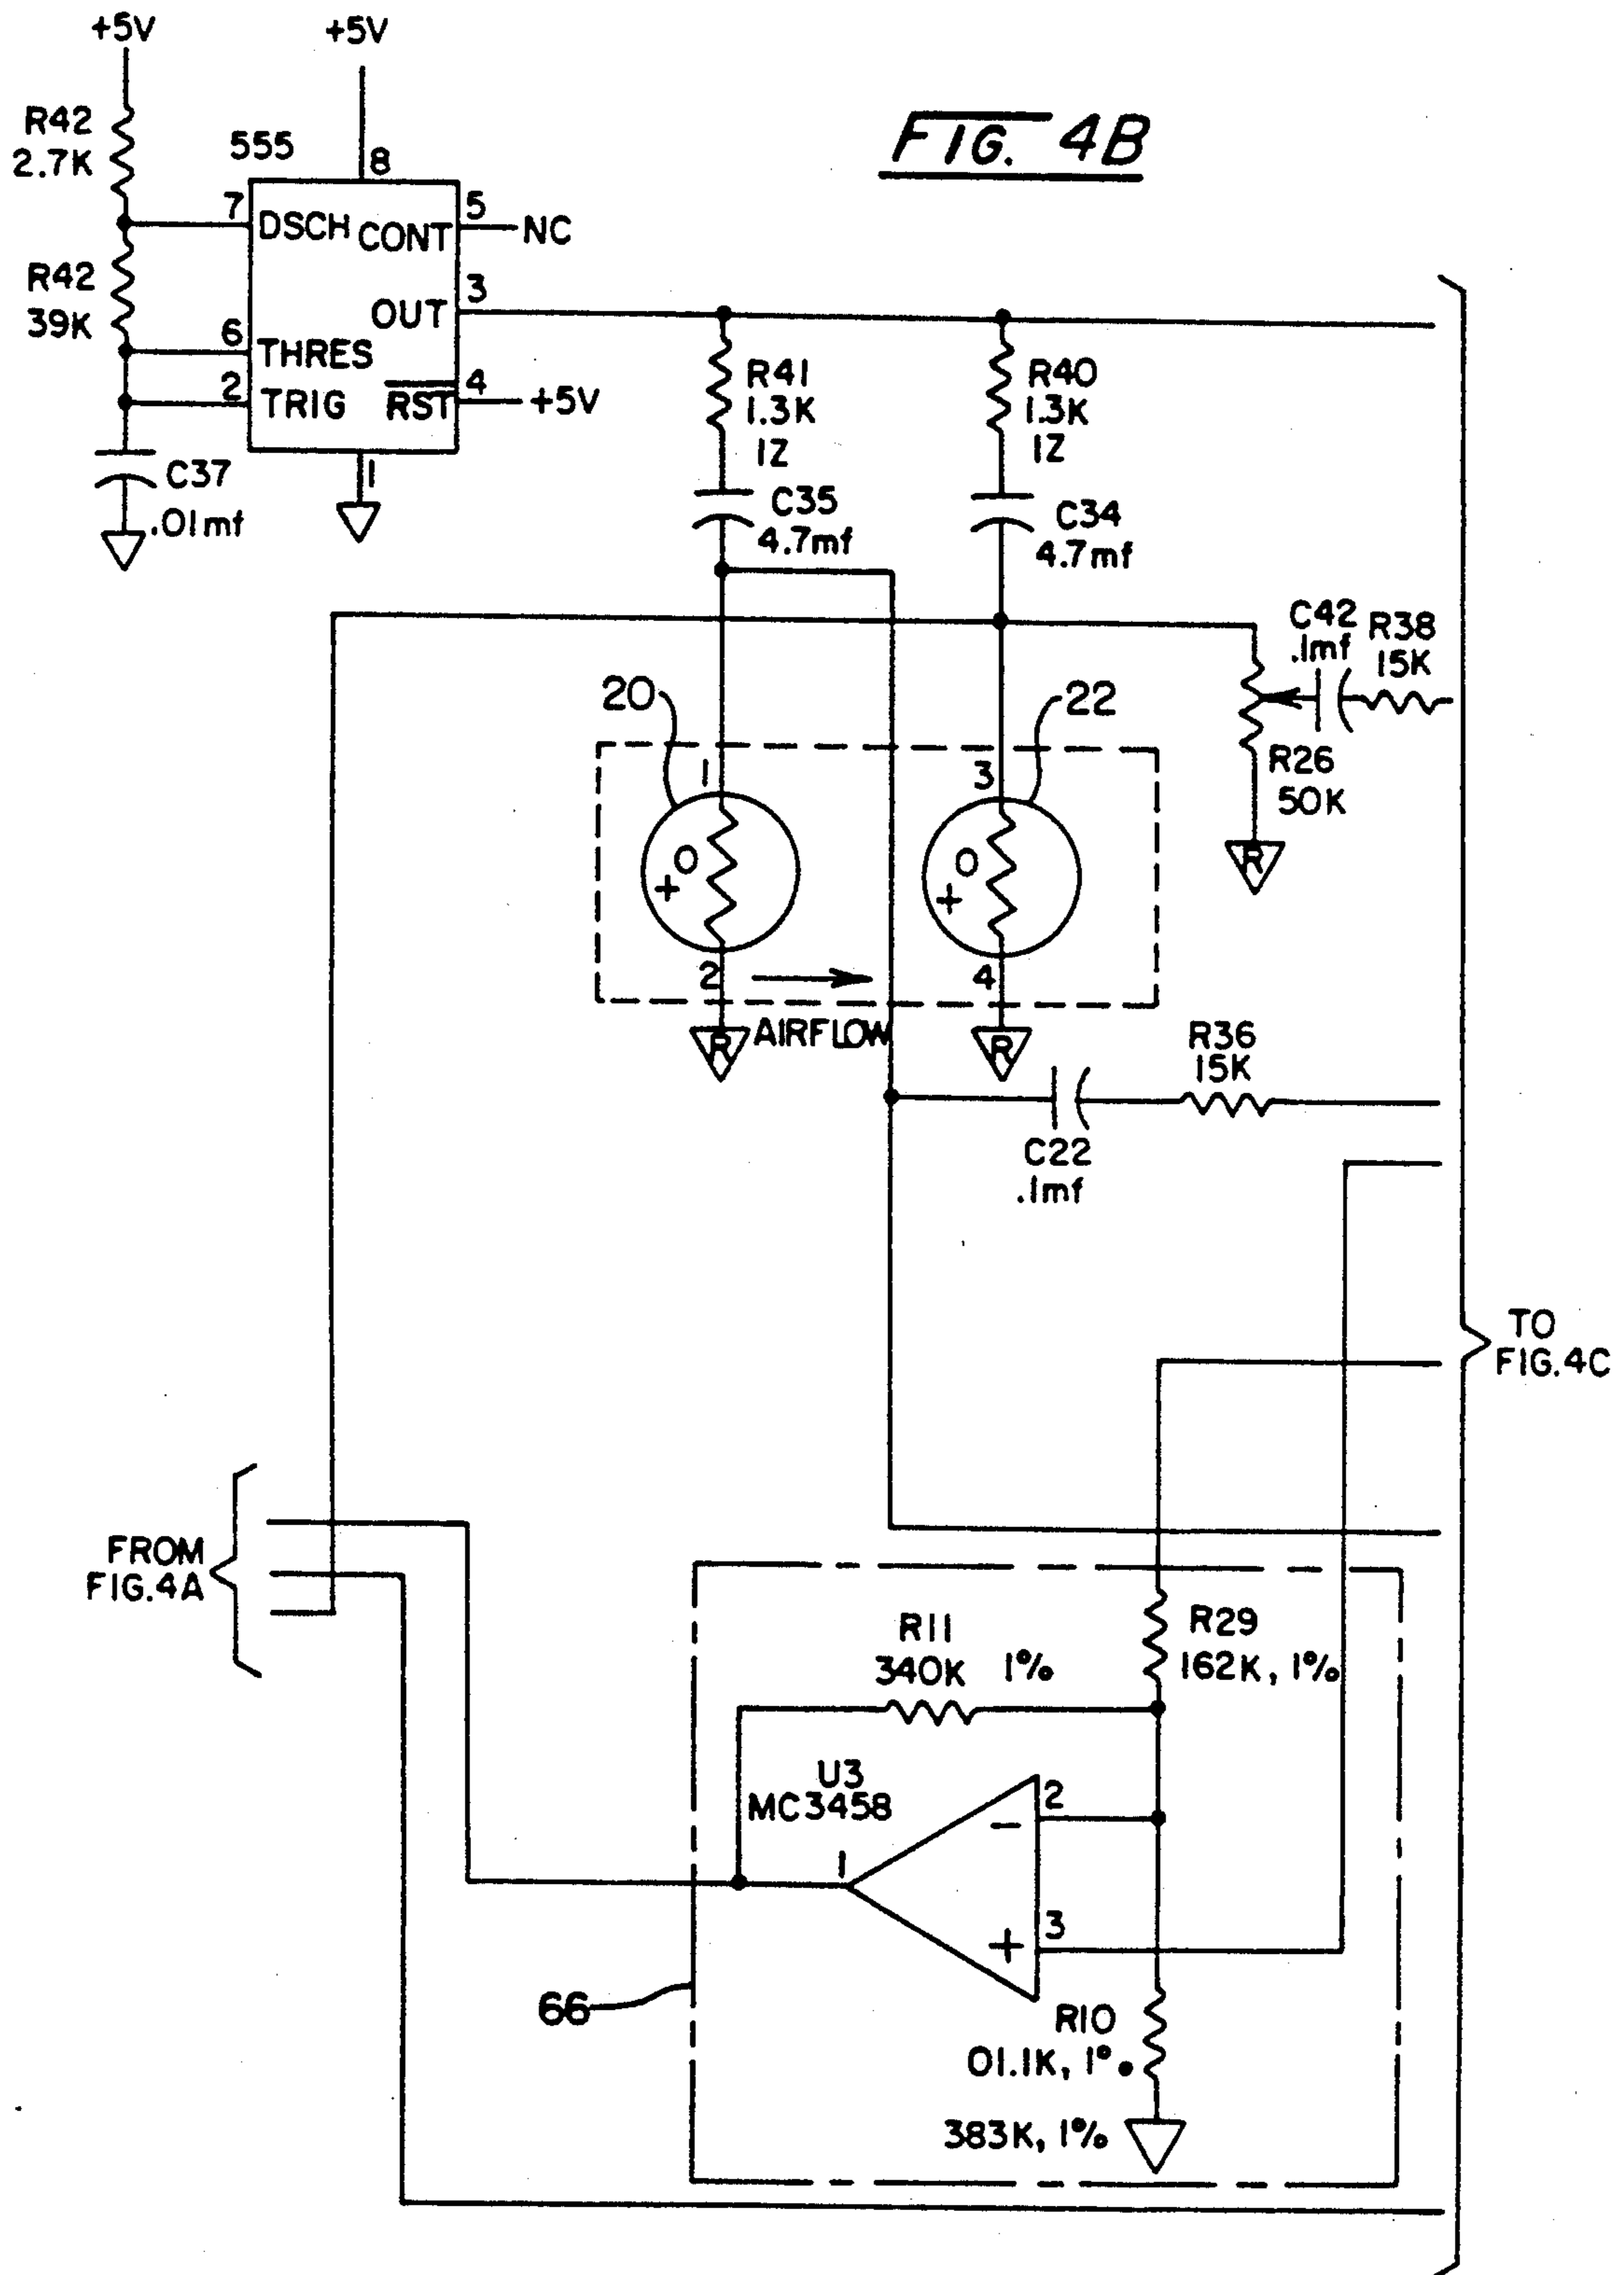 FIG. 4B
+5V
+5V
R42
2.7K
555
8
7
DSCH
CONT
5
NC
R42
39K
OUT
3
6
THRES
2
TRIG
RST
4
+5V
C37
.01mf
1
R41
1.3K
1Z
R40
1.3K
1Z
C35
4.7mf
C34
4.7mf
C42
.1mf
R38
15K
20
22
1
3
R26
50K
R
O
+
O
+
2
4
R
AIRFLOW
R
R36
15K
C22
.1mf
TO
FIG.4C
FROM
FIG.4A
R11
340K 1%
R29
162K, 1%
U3
MC3458
2
−
1
3
+
66
R10
01.1K, 1°.
383K, 1%